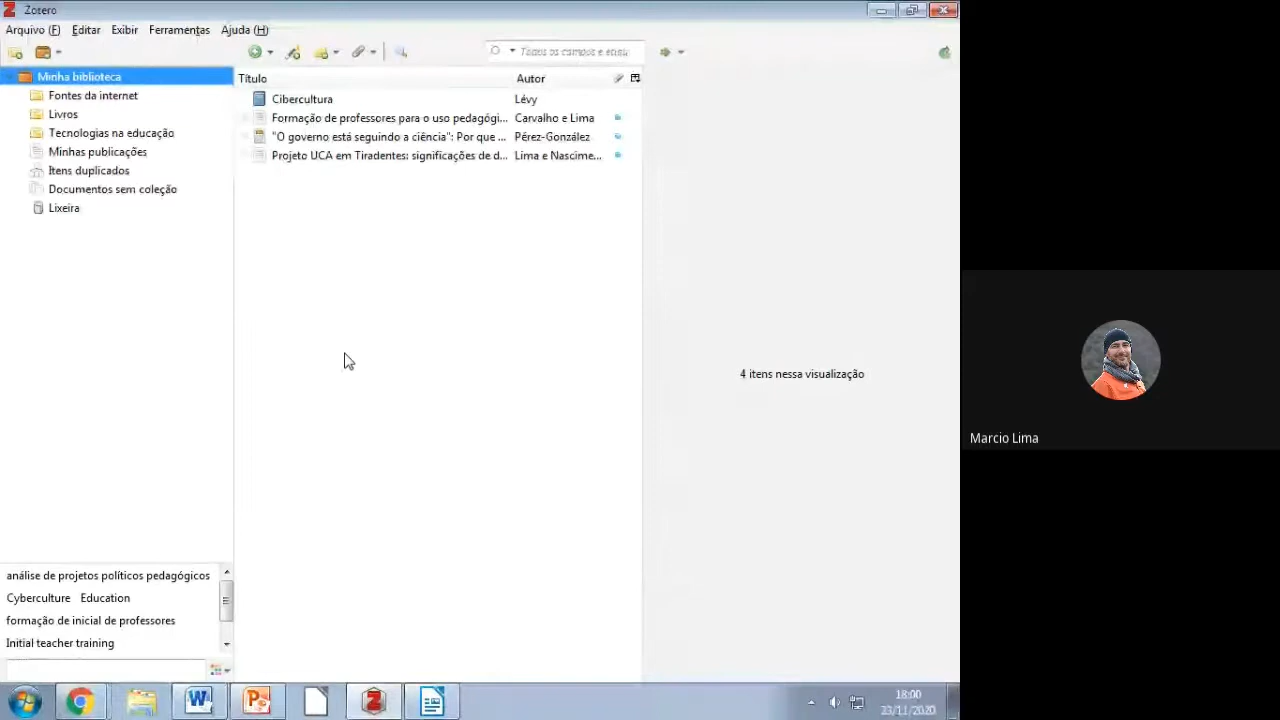 Zotero
Arquivo (F) Editar Exibir Ferramentas Ajuda (H)
Todos os campos e etiqu
Minha biblioteca
Fontes da internet
Livros
Tecnologias na educação
Minhas publicações
Itens duplicados
Documentos sem coleção
Lixeira
Título Autor
Cibercultura Lévy
Formação de professores para o uso pedagógi... Carvalho e Lima
"O governo está seguindo a ciência": Por que ... Pérez-González
Projeto UCA em Tiradentes: significações de d... Lima e Nascime...
4 itens nessa visualização
Marcio Lima
análise de projetos políticos pedagógicos
Cyberculture Education
formação de inicial de professores
Initial teacher training
18:00
23/11/2020